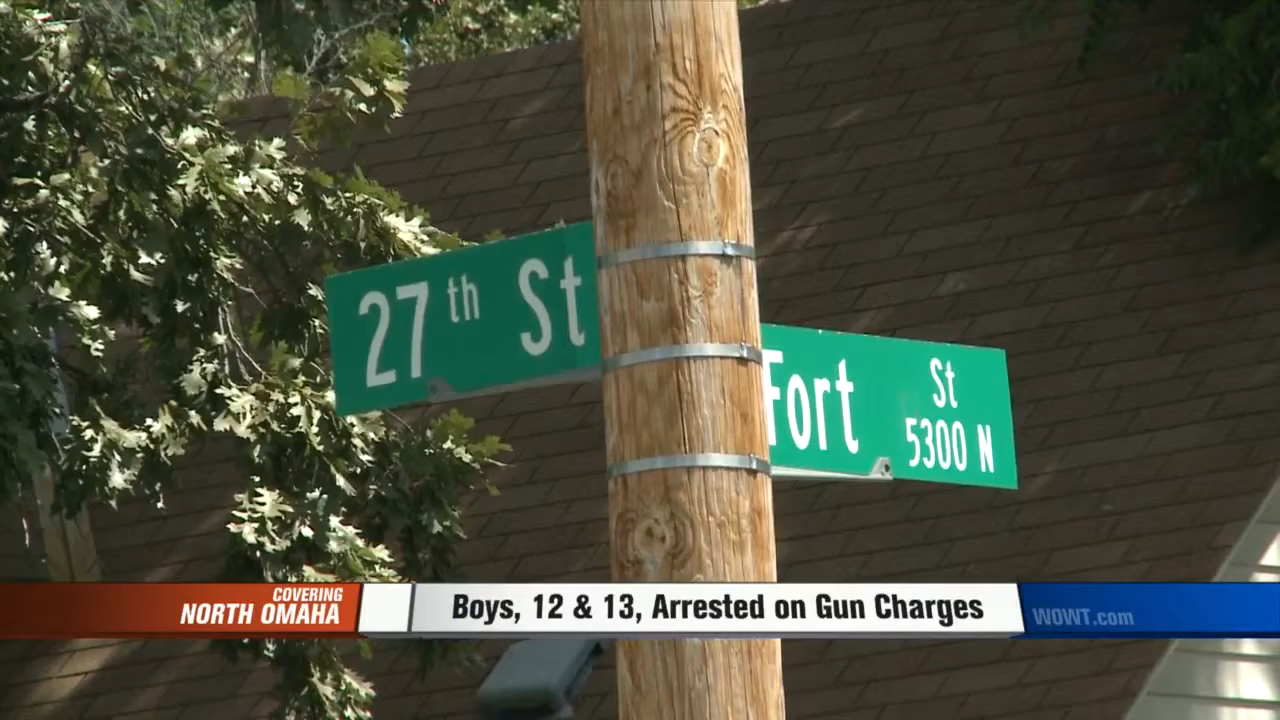 27th St
Fort St
5300 N
COVERING
NORTH OMAHA
Boys, 12 & 13, Arrested on Gun Charges
WOWT.com